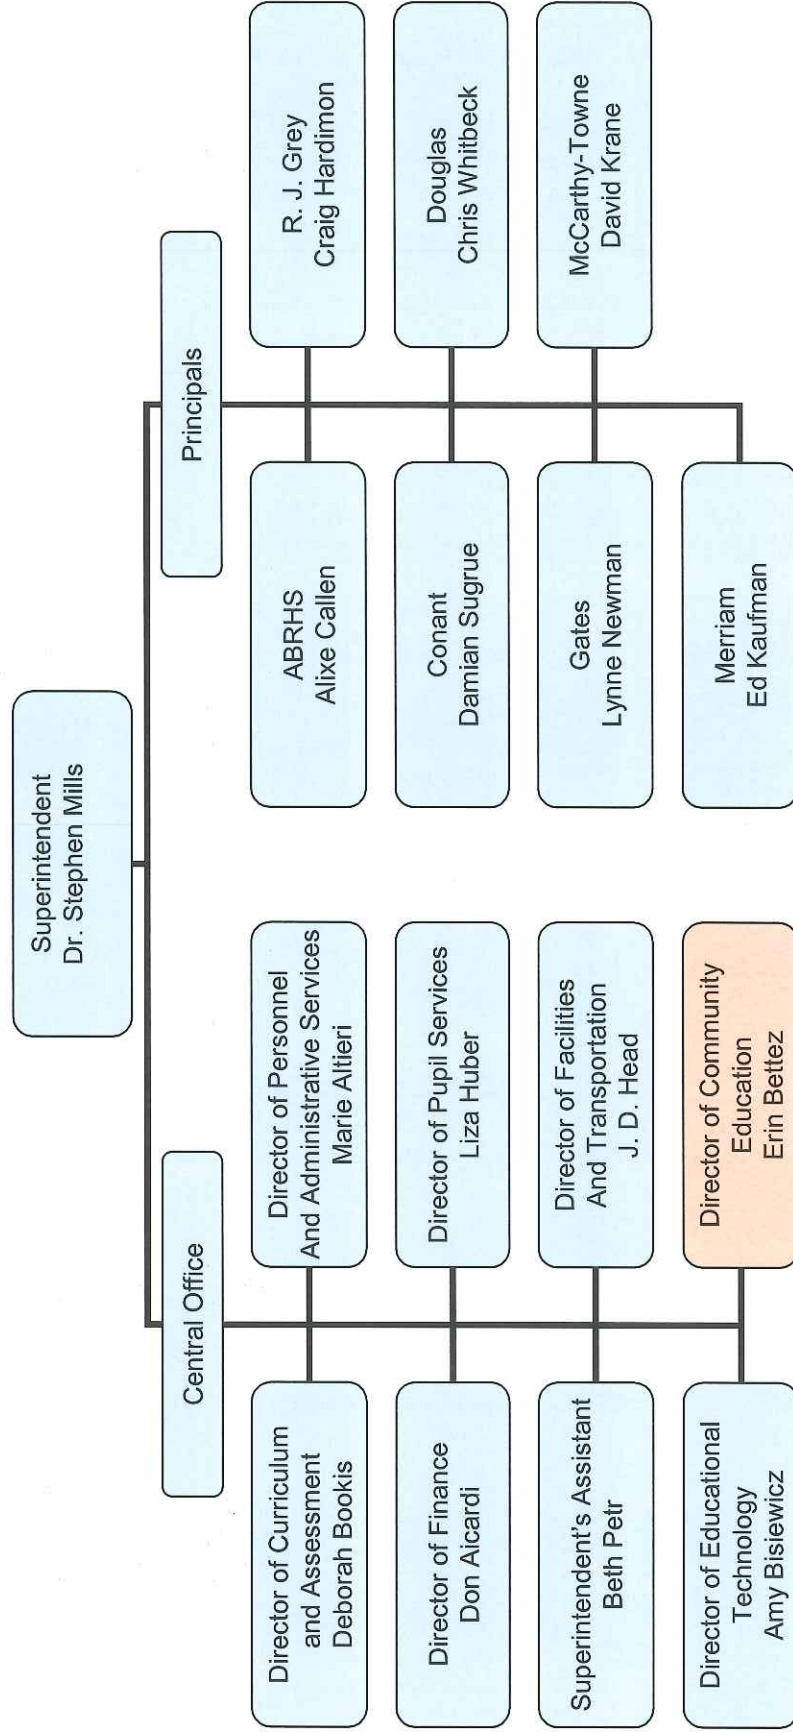 Superintendent
Dr. Stephen Mills
Central Office
Director of Curriculum
and Assessment
Deborah Bookis
Director of Personnel
And Administrative Services
Marie Altieri
Director of Finance
Don Aicardi
Director of Pupil Services
Liza Huber
Superintendent's Assistant
Beth Petr
Director of Facilities
And Transportation
J. D. Head
Director of Educational
Technology
Amy Bisiewicz
Director of Community
Education
Erin Bettez
Principals
ABRHS
Alixe Callen
R. J. Grey
Craig Hardimon
Conant
Damian Sugrue
Douglas
Chris Whitbeck
Gates
Lynne Newman
McCarthy-Towne
David Krane
Merriam
Ed Kaufman